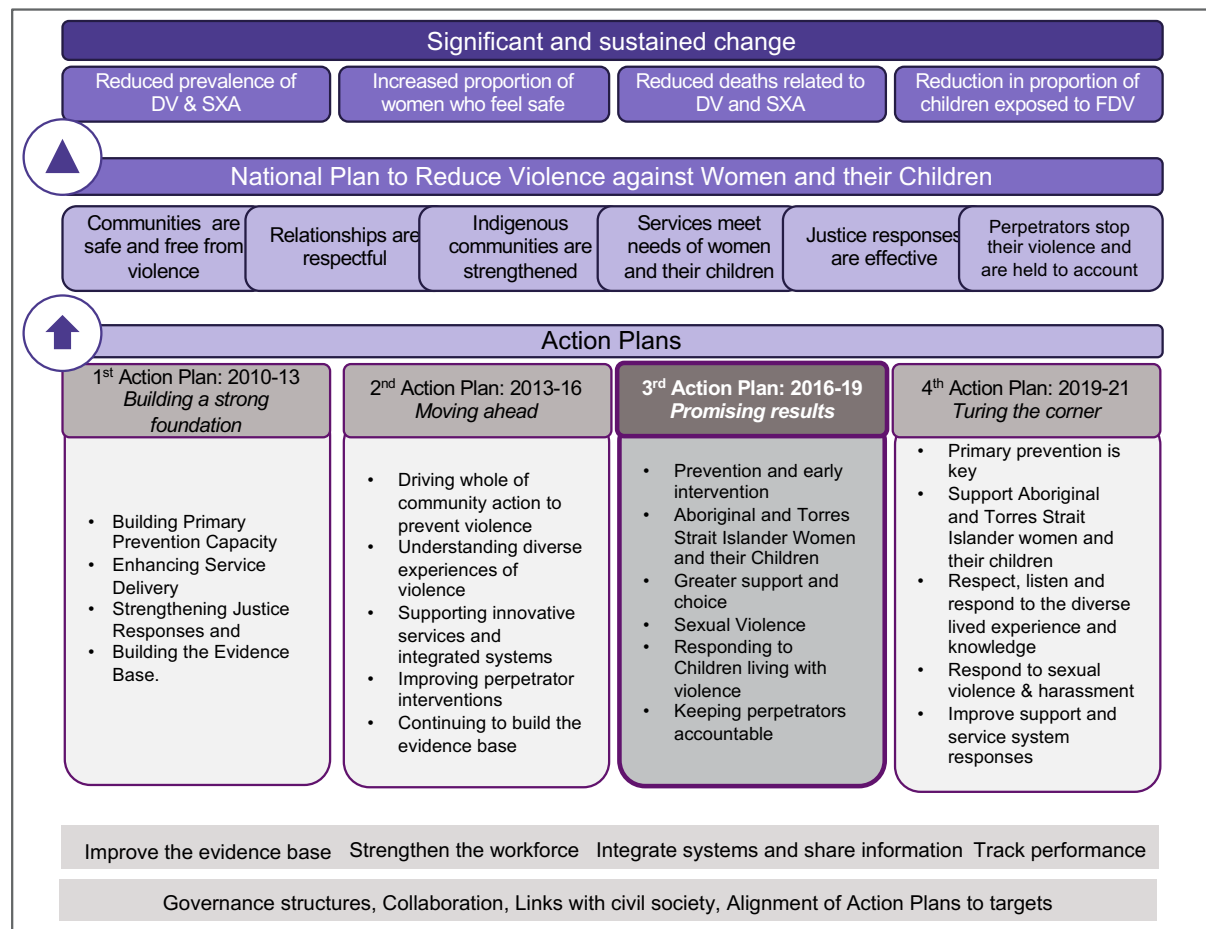 Significant and sustained change
Reduced prevalence of
DV & SXA
Increased proportion of
women who feel safe
Reduced deaths related to
DV and SXA
Reduction in proportion of
children exposed to FDV
National Plan to Reduce Violence against Women and their Children
Communities are
safe and free from
violence
Relationships are
respectful
Indigenous
communities are
strengthened
Services meet
needs of women
and their children
Justice responses
are effective
Perpetrators stop
their violence and
are held to account
Action Plans
1st Action Plan: 2010-13
Building a strong
foundation
• Building Primary
Prevention Capacity
• Enhancing Service
Delivery
• Strengthening Justice
Responses and
• Building the Evidence
Base.
2nd Action Plan: 2013-16
Moving ahead
• Driving whole of
community action to
prevent violence
• Understanding diverse
experiences of
violence
• Supporting innovative
services and
integrated systems
• Improving perpetrator
interventions
• Continuing to build the
evidence base
3rd Action Plan: 2016-19
Promising results
• Prevention and early
intervention
• Aboriginal and Torres
Strait Islander Women
and their Children
• Greater support and
choice
• Sexual Violence
• Responding to
Children living with
violence
• Keeping perpetrators
accountable
4th Action Plan: 2019-21
Turing the corner
• Primary prevention is
key
• Support Aboriginal
and Torres Strait
Islander women and
their children
• Respect, listen and
respond to the diverse
lived experience and
knowledge
• Respond to sexual
violence & harassment
• Improve support and
service system
responses
Improve the evidence base Strengthen the workforce Integrate systems and share information Track performance
Governance structures, Collaboration, Links with civil society, Alignment of Action Plans to targets